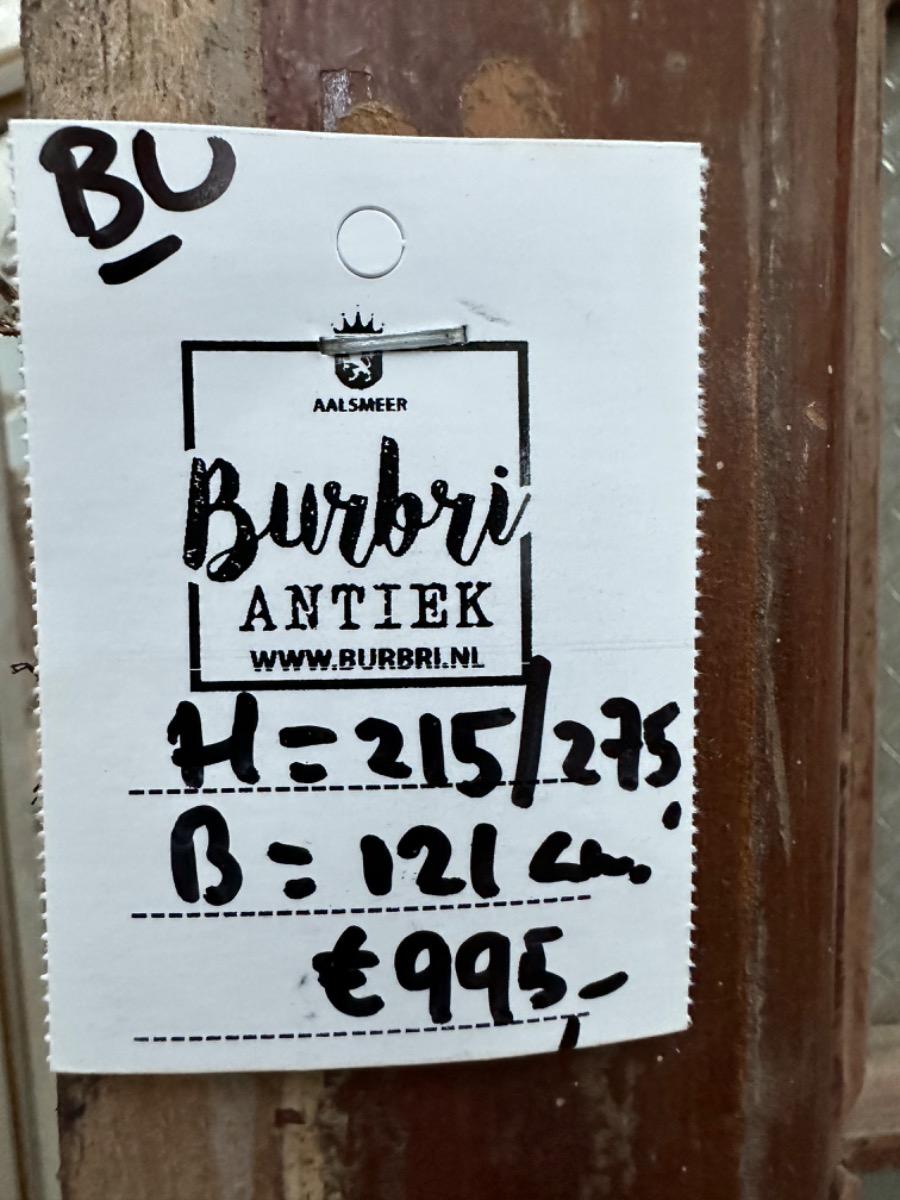 BU
AALSMEER
Burbri
ANTIEK
WWW.BURBRI.NL
H = 215/275
B = 121 cm.
€995,-